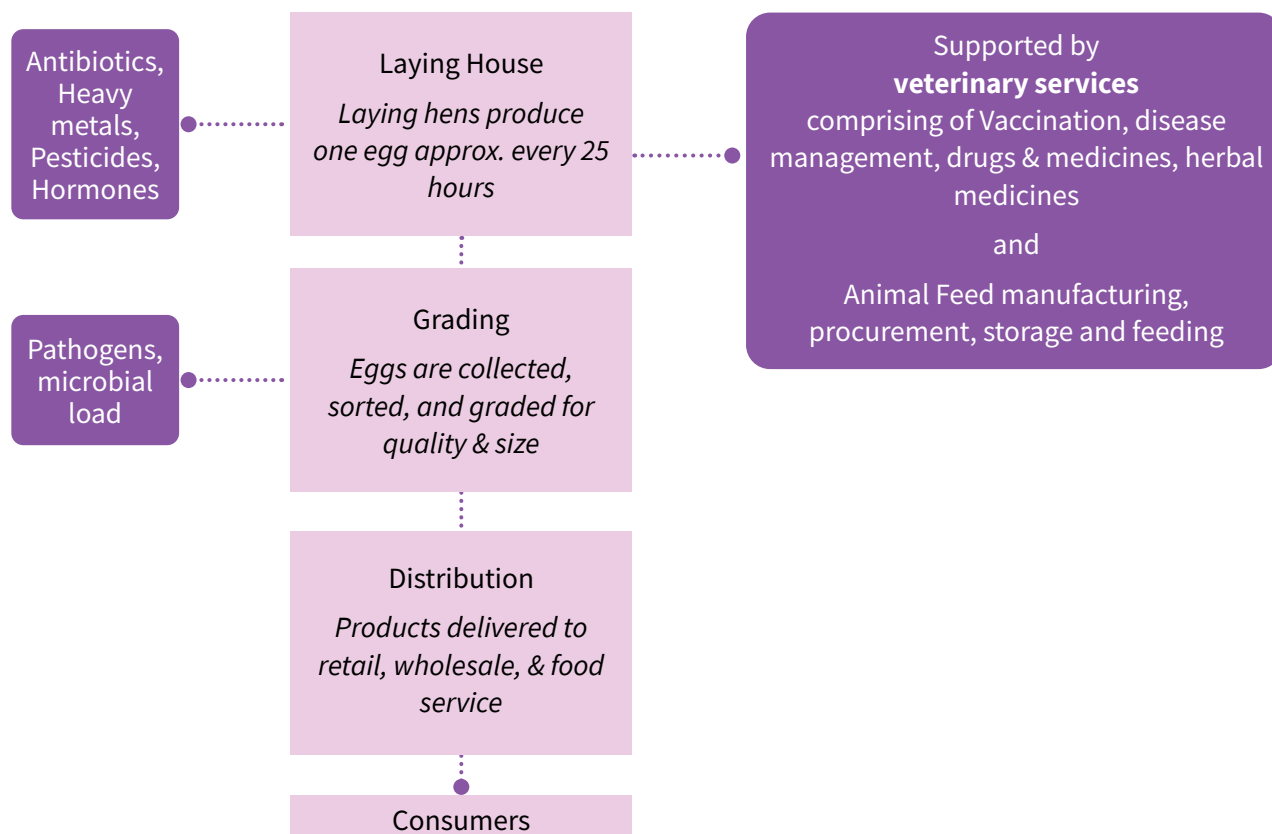 Antibiotics,
Heavy
metals,
Pesticides,
Hormones
Laying House
Laying hens produce
one egg approx. every 25
hours
Supported by
veterinary services
comprising of Vaccination, disease
management, drugs & medicines, herbal
medicines
and
Animal Feed manufacturing,
procurement, storage and feeding
Pathogens,
microbial
load
Grading
Eggs are collected,
sorted, and graded for
quality & size
Distribution
Products delivered to
retail, wholesale, & food
service
Consumers